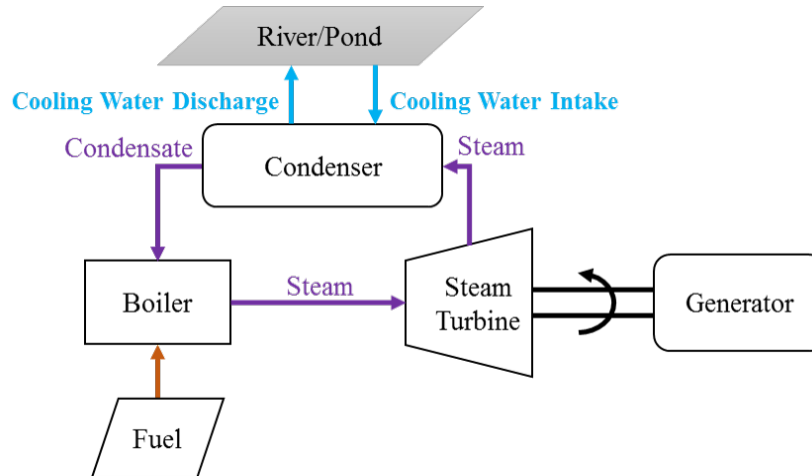 River/Pond
Cooling Water Discharge
Cooling Water Intake
Condensate
Condenser
Steam
Boiler
Steam
Steam
Turbine
Generator
Fuel